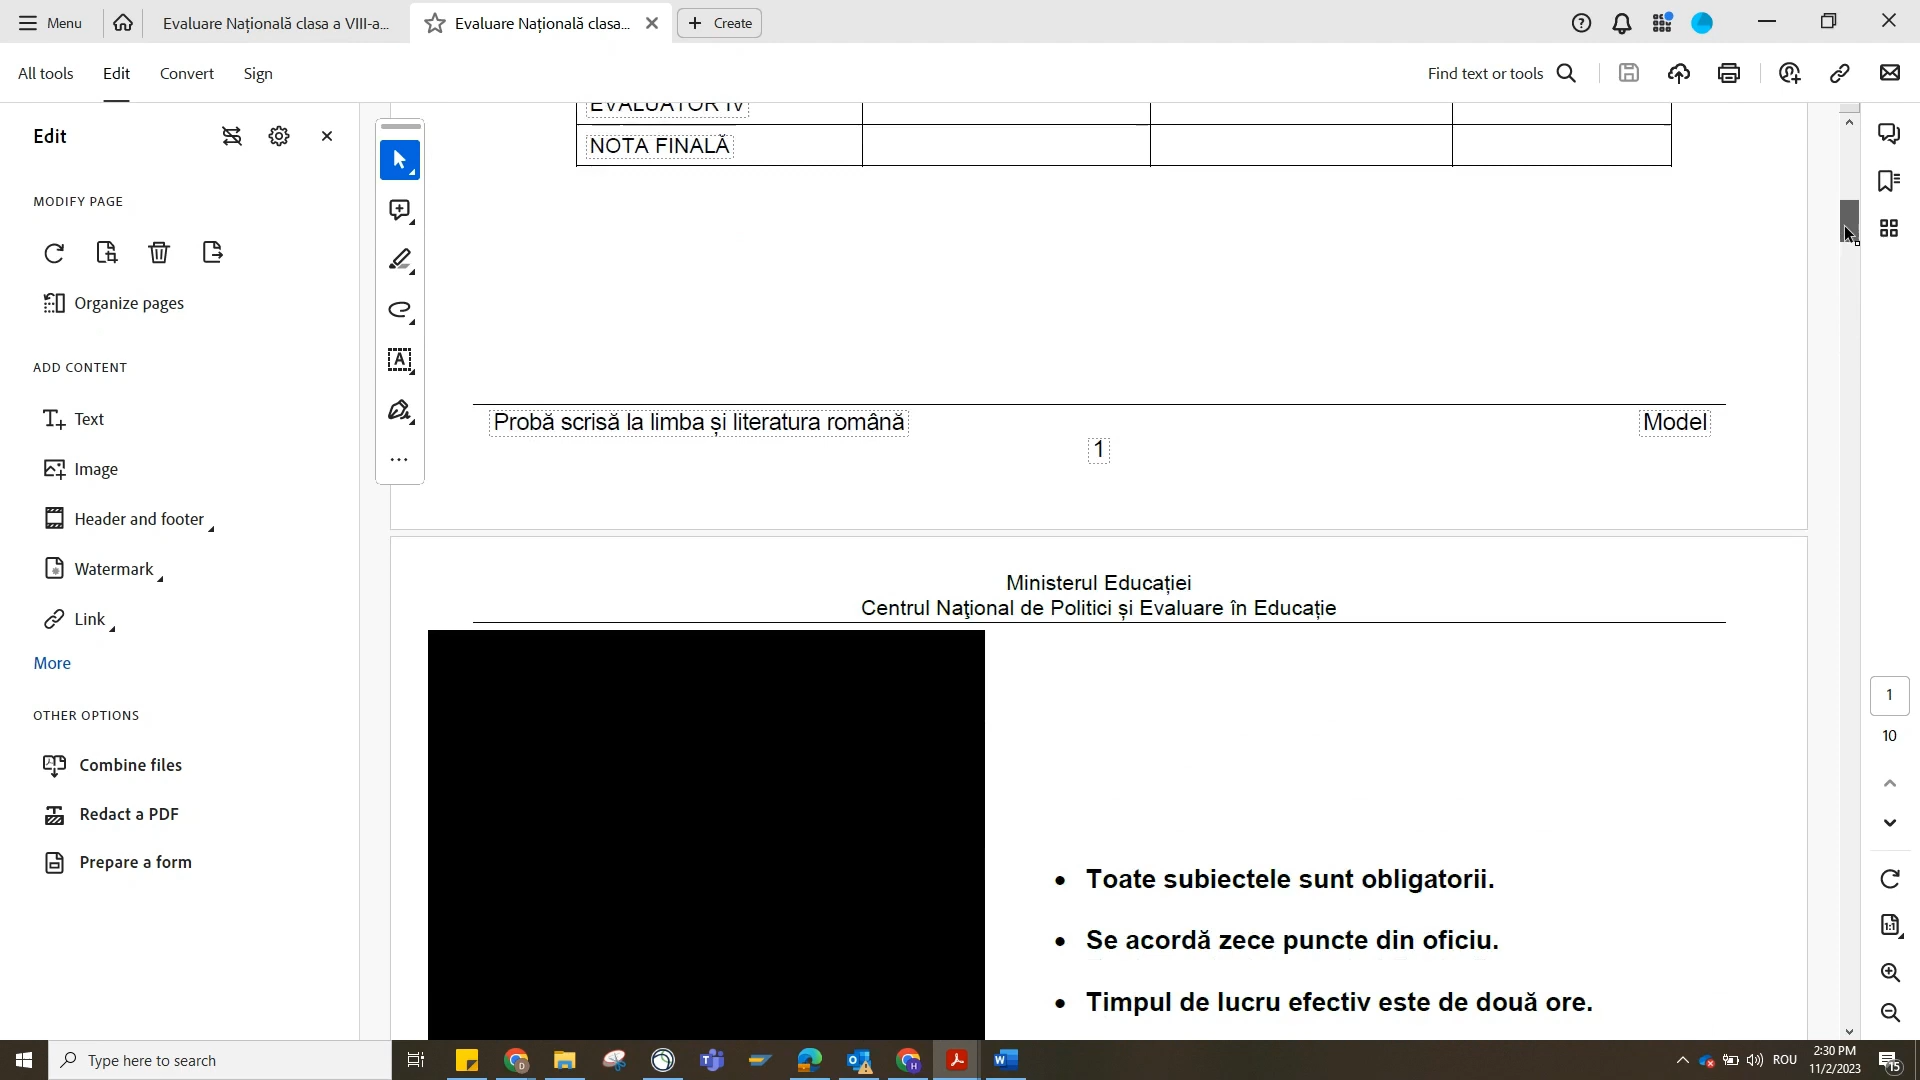 Menu
Evaluare Națională clasa a VIII-a...
Evaluare Națională clasa...
Create
All tools
Edit
Convert
Sign
Find text or tools
Edit
MODIFY PAGE
Organize pages
ADD CONTENT
Text
Image
Header and footer
Watermark
Link
More
OTHER OPTIONS
Combine files
Redact a PDF
Prepare a form
EVALUATOR IV
NOTA FINALĂ
Probă scrisă la limba și literatura română
Model
1
Ministerul Educației
Centrul Naţional de Politici și Evaluare în Educație
• Toate subiectele sunt obligatorii.
• Se acordă zece puncte din oficiu.
• Timpul de lucru efectiv este de două ore.
1
10
Type here to search
ROU
2:30 PM
11/2/2023
15